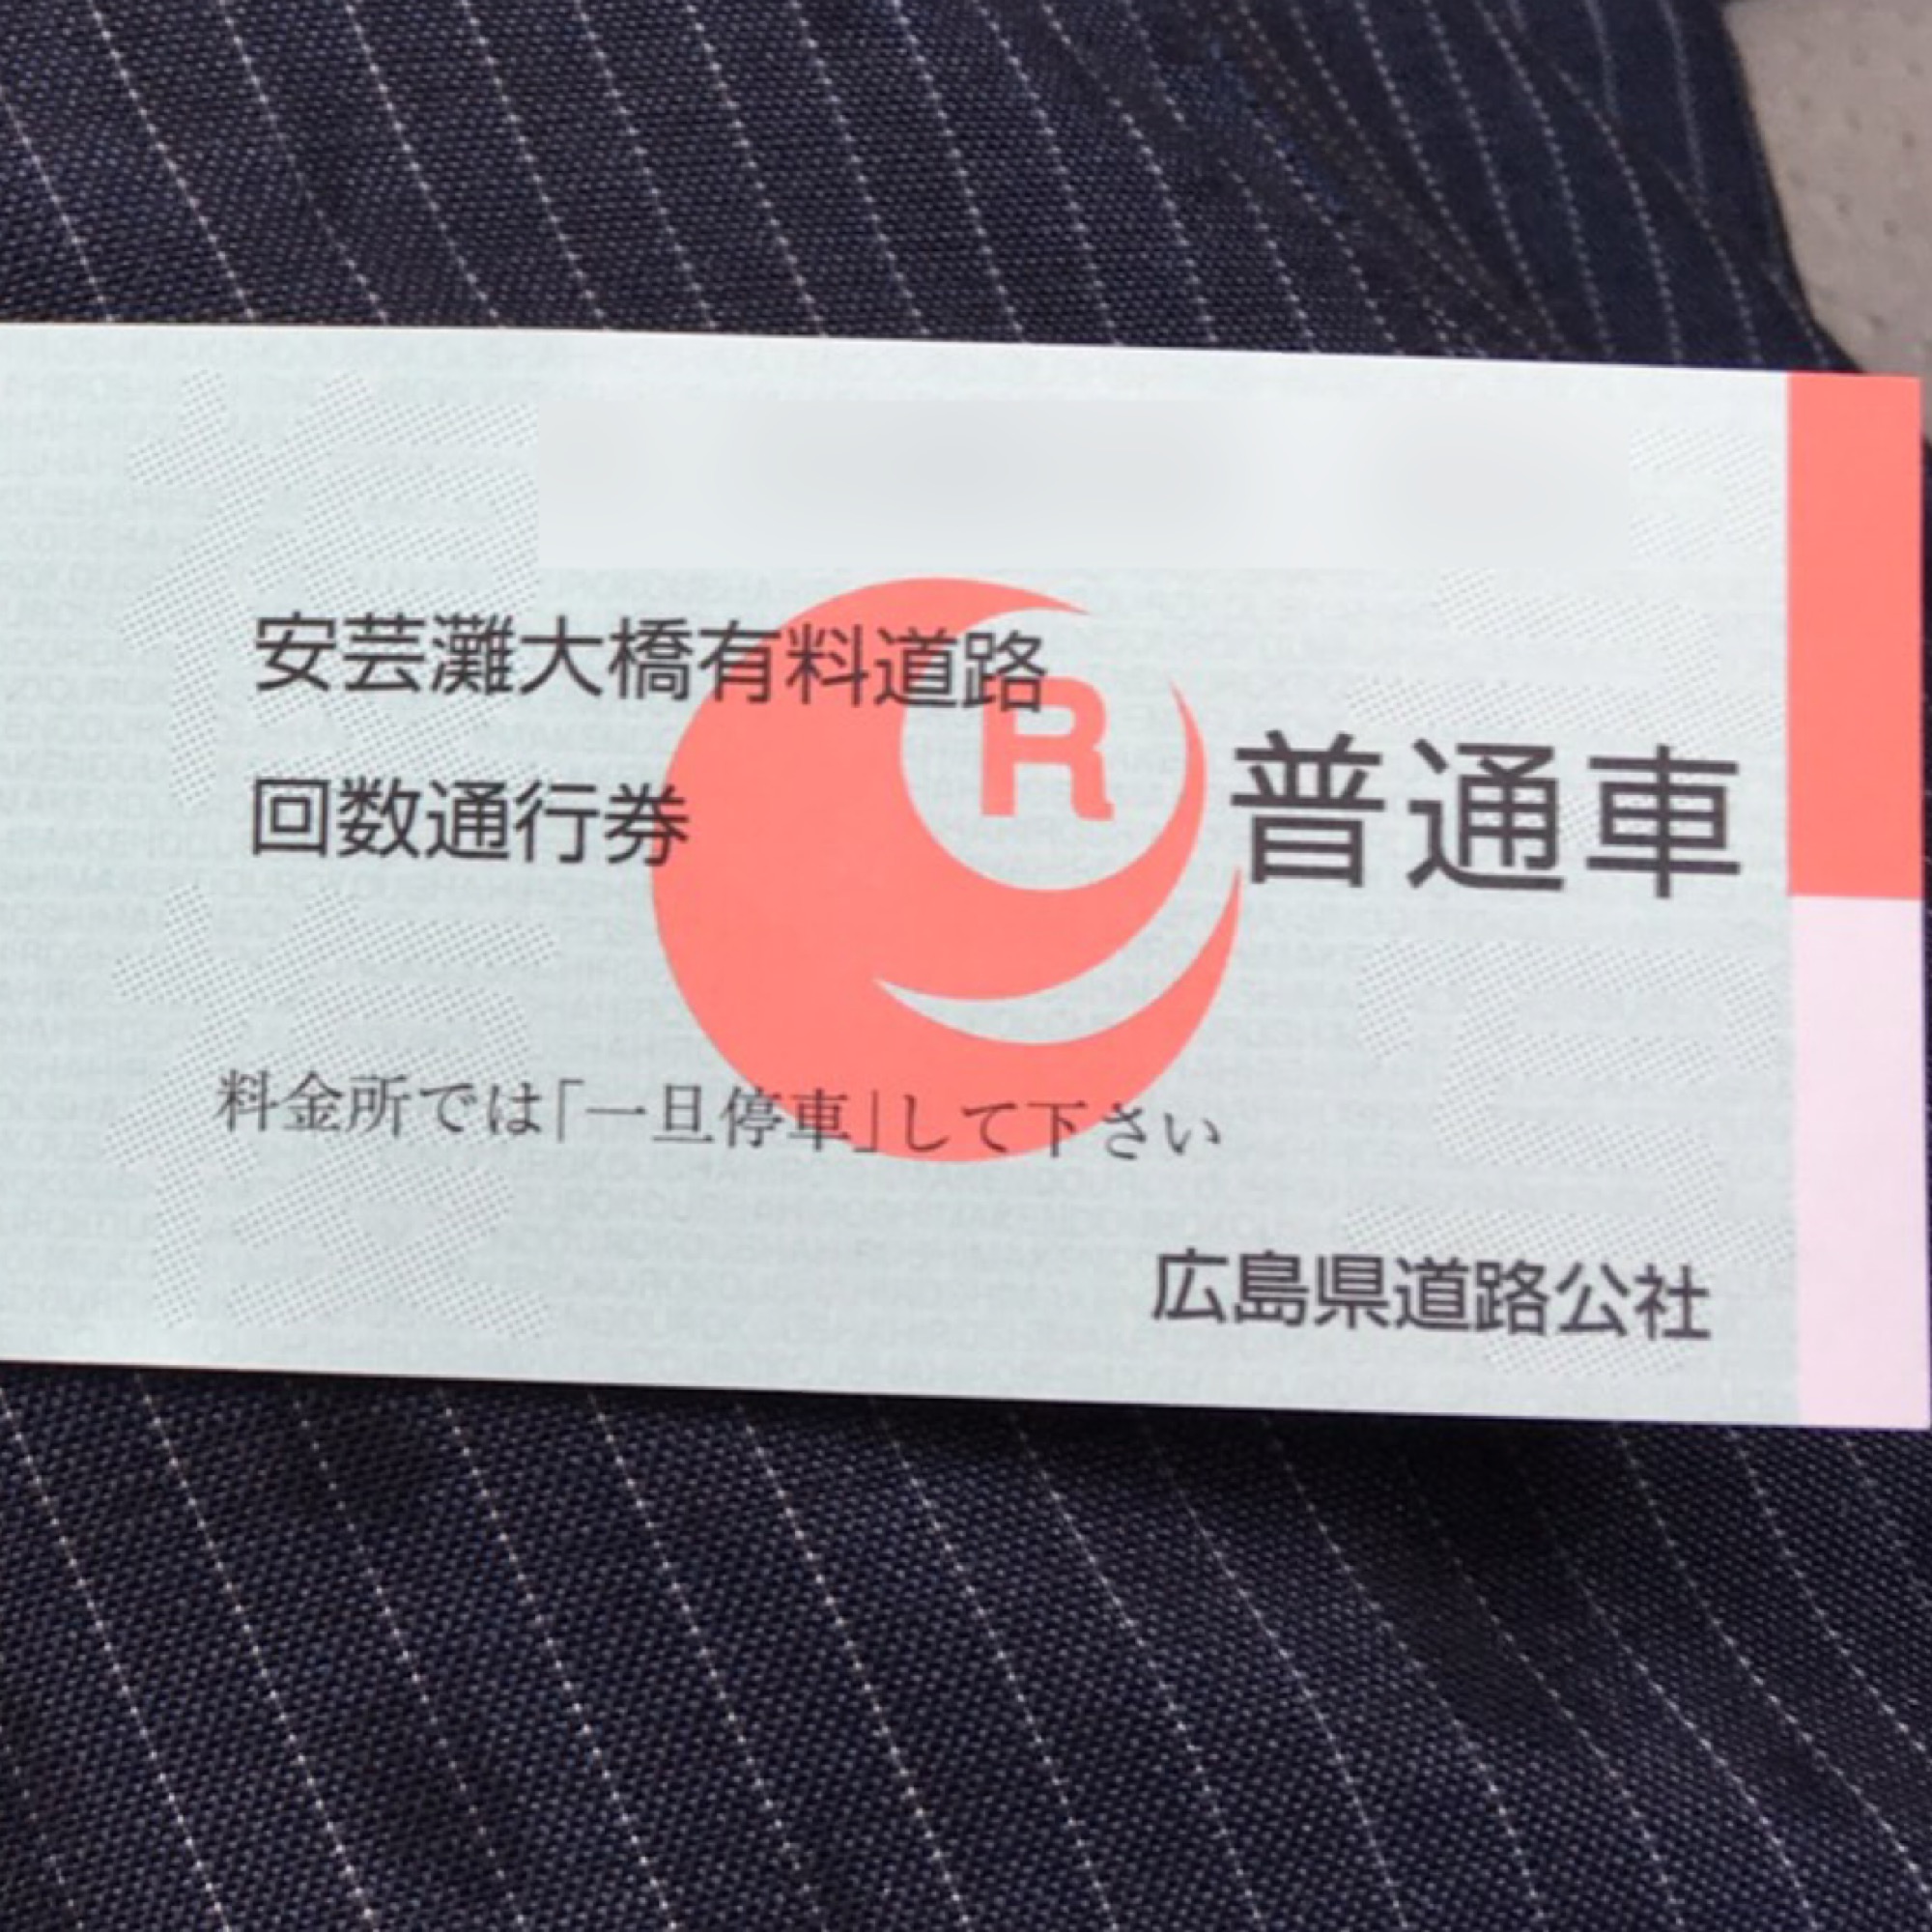 安芸灘大橋有料道路
回数通行券
R
普通車
料金所では「一旦停車」して下さい
広島県道路公社